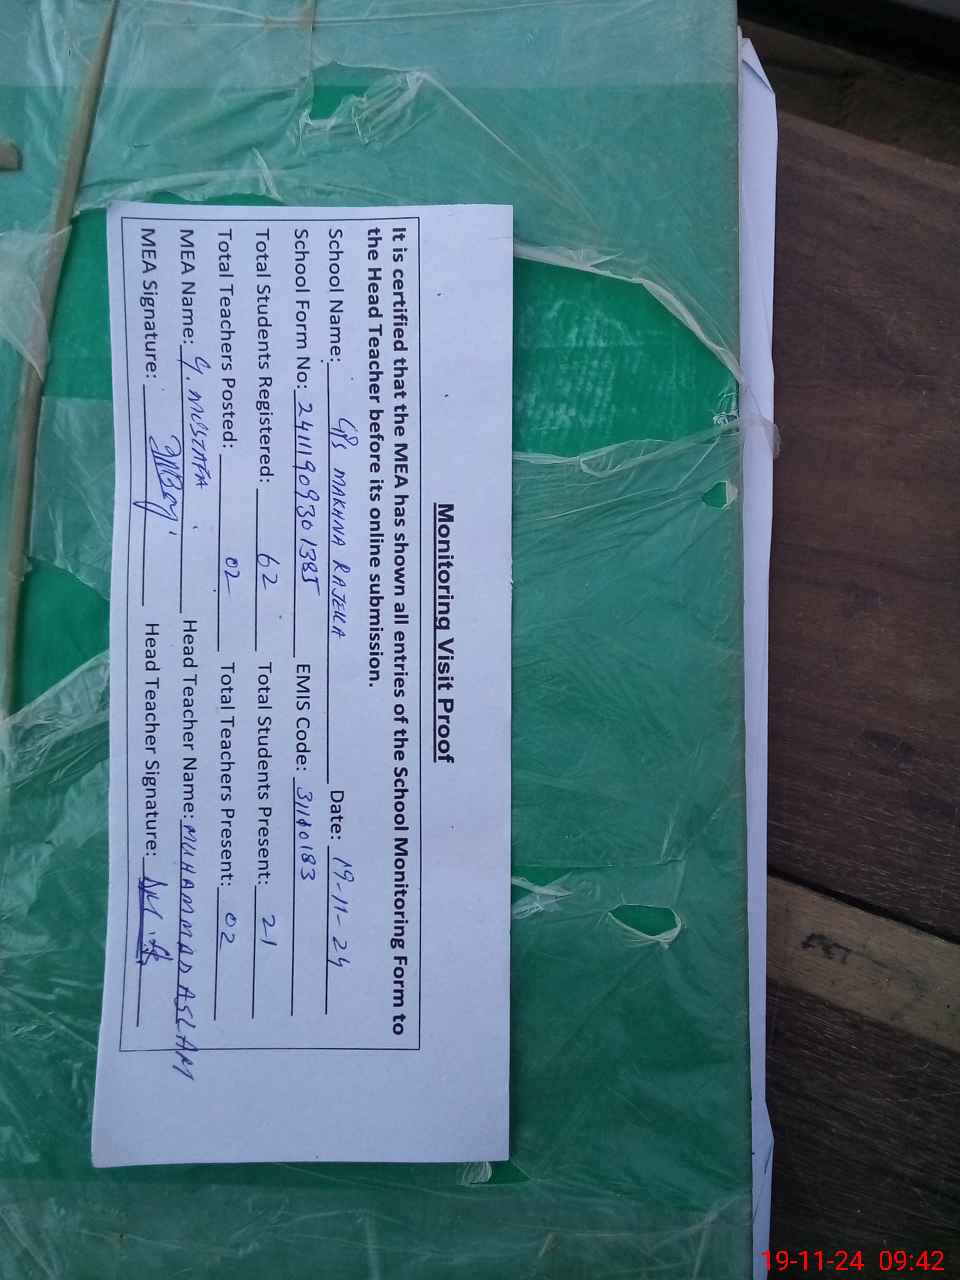 Monitoring Visit Proof
It is certified that the MEA has shown all entries of the School Monitoring Form to
the Head Teacher before its online submission.
School Name: GPS MAKHNA RAJEKA Date: 19-11-24
School Form No: 24111909301385 EMIS Code: 31140183
Total Students Registered: 62 Total Students Present: 21
Total Teachers Posted: 02 Total Teachers Present: 02
MEA Name: G. MUSTAFA Head Teacher Name: MUHAMMAD ASLAM
MEA Signature: Head Teacher Signature:
19-11-24 09:42